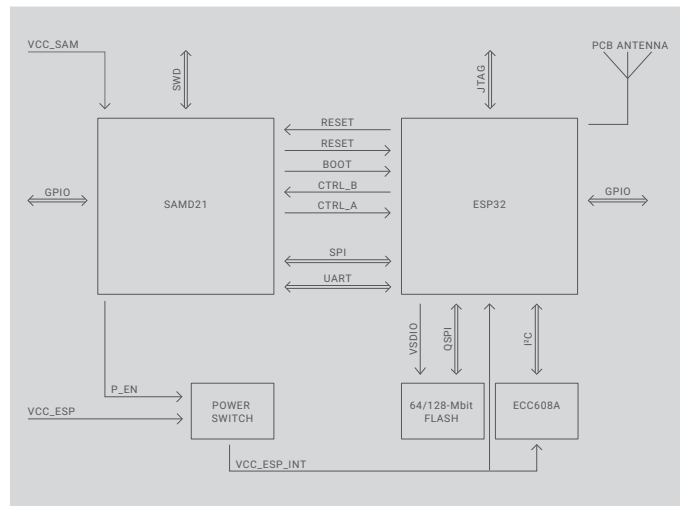 VCC_SAM
PCB ANTENNA
SWD
JTAG
RESET
RESET
BOOT
CTRL_B
CTRL_A
GPIO
SAMD21
ESP32
GPIO
SPI
UART
VSDIO
QSPI
I²C
P_EN
VCC_ESP
POWER
SWITCH
64/128-Mbit
FLASH
ECC608A
VCC_ESP_INT